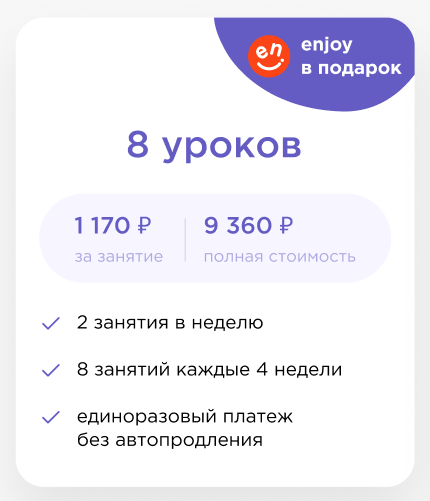 en.
enjoy
в подарок
8 уроков
1 170 ₽
за занятие
9 360 ₽
полная стоимость
2 занятия в неделю
8 занятий каждые 4 недели
единоразовый платеж
без автопродления